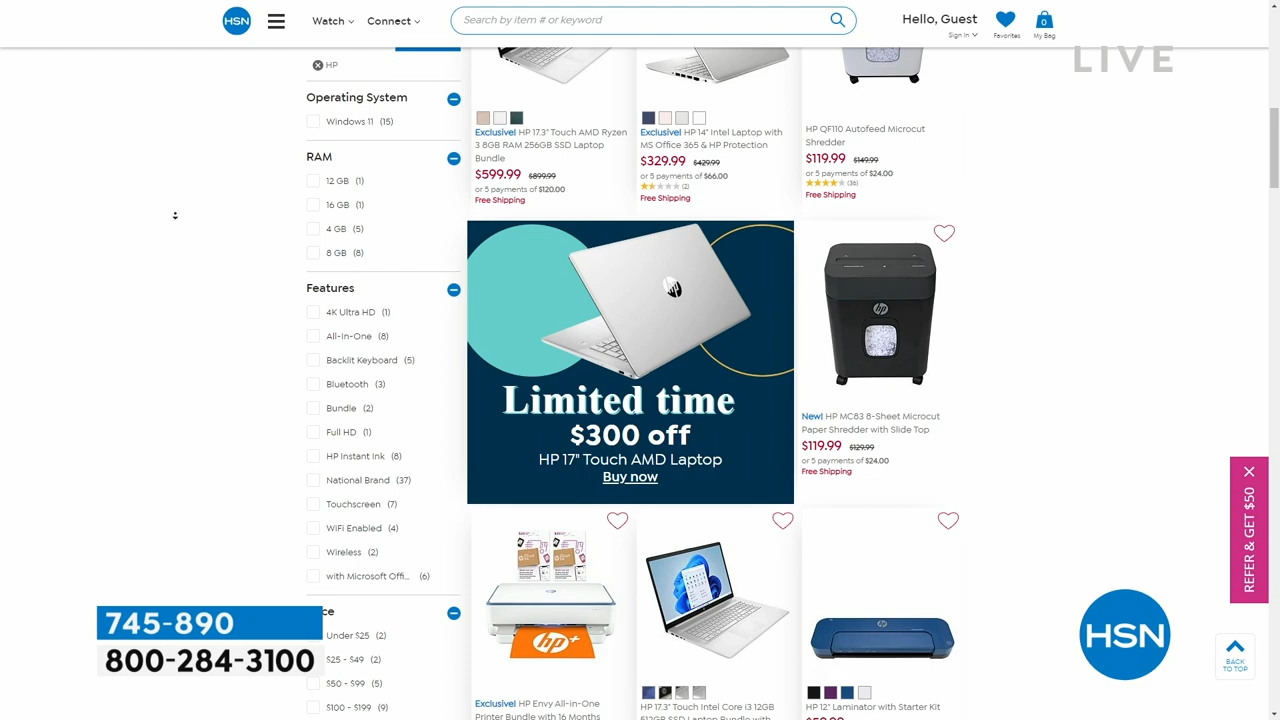 HSN
Watch
Connect
Search by item # or keyword
Hello, Guest
Sign In
Favorites
0
My Bag
LIVE
HP
Operating System
Windows 11 (15)
RAM
12 GB (1)
16 GB (1)
4 GB (5)
8 GB (8)
Features
4K Ultra HD (1)
All-In-One (8)
Backlit Keyboard (5)
Bluetooth (3)
Bundle (2)
Full HD (1)
HP Instant Ink (8)
National Brand (37)
Touchscreen (7)
WiFi Enabled (4)
Wireless (2)
with Microsoft Offi... (6)
ce
Under $25 (2)
$25 - $49 (2)
$50 - $99 (5)
$100 - $199 (9)
745-890
800-284-3100
Exclusive! HP 17.3" Touch AMD Ryzen
3 8GB RAM 256GB SSD Laptop
Bundle
$599.99 $899.99
or 5 payments of $120.00
Free Shipping
Exclusive! HP 14" Intel Laptop with
MS Office 365 & HP Protection
$329.99 $429.99
or 5 payments of $66.00
(2)
Free Shipping
HP QF110 Autofeed Microcut
Shredder
$119.99 $149.99
or 5 payments of $24.00
(36)
Free Shipping
hp
Limited time
$300 off
HP 17" Touch AMD Laptop
Buy now
hp
New! HP MC83 8-Sheet Microcut
Paper Shredder with Slide Top
$119.99 $129.99
or 5 payments of $24.00
Free Shipping
hp+
Exclusive! HP Envy All-in-One
Printer Bundle with 16 Months
HP 17.3" Touch Intel Core i3 12GB
512GB SSD Laptop Bundle with
hp
HP 12" Laminator with Starter Kit
REFER & GET $50
HSN
BACK
TO TOP